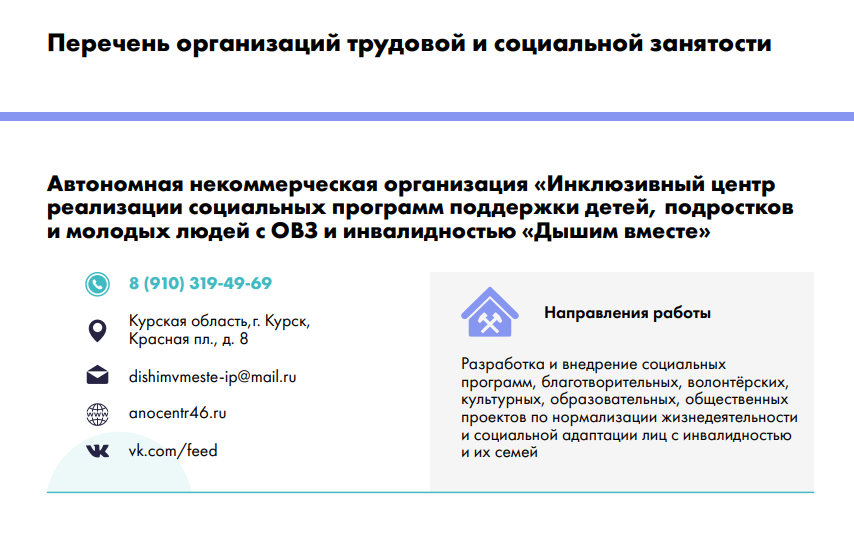 Перечень организаций трудовой и социальной занятости
Автономная некоммерческая организация «Инклюзивный центр
реализации социальных программ поддержки детей, подростков
и молодых людей с ОВЗ и инвалидностью «Дышим вместе»
8 (910) 319-49-69
Курская область,г. Курск,
Красная пл., д. 8
dishimvmeste-ip@mail.ru
www
anocentr46.ru
vk.com/feed
Направления работы
Разработка и внедрение социальных
программ, благотворительных, волонтёрских,
культурных, образовательных, общественных
проектов по нормализации жизнедеятельности
и социальной адаптации лиц с инвалидностью
и их семей